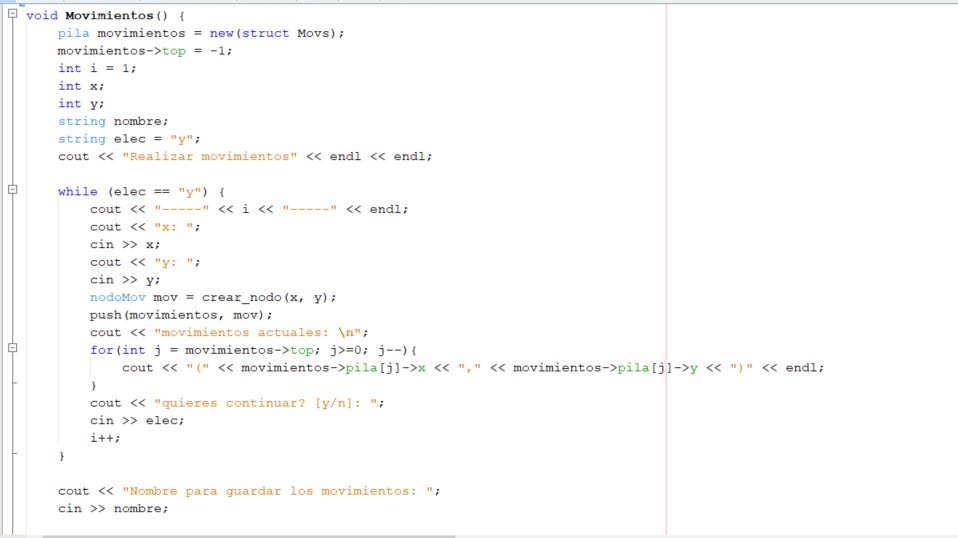 void Movimientos() {
pila movimientos = new(struct Movs);
movimientos->top = -1;
int i = 1;
int x;
int y;
string nombre;
string elec = "y";
cout << "Realizar movimientos" << endl << endl;
while (elec == "y") {
cout << "-----" << i << "-----" << endl;
cout << "x: ";
cin >> x;
cout << "y: ";
cin >> y;
nodoMov mov = crear_nodo(x, y);
push(movimientos, mov);
cout << "movimientos actuales: \n";
for(int j = movimientos->top; j>=0; j--){
cout << "(" << movimientos->pila[j]->x << "," << movimientos->pila[j]->y << ")" << endl;
}
cout << "quieres continuar? [y/n]: ";
cin >> elec;
i++;
}
cout << "Nombre para guardar los movimientos: ";
cin >> nombre;